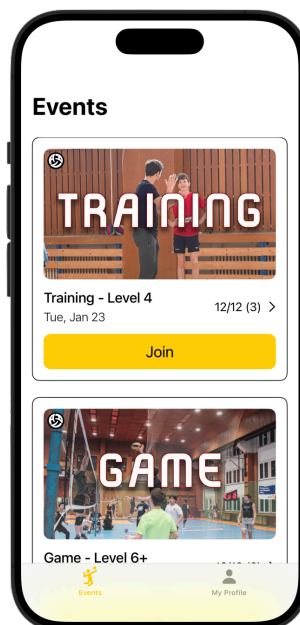 Events
TRAINING
Training - Level 4
12/12 (3)
Tue, Jan 23
Join
GAME
Game - Level 6+
Events
My Profile